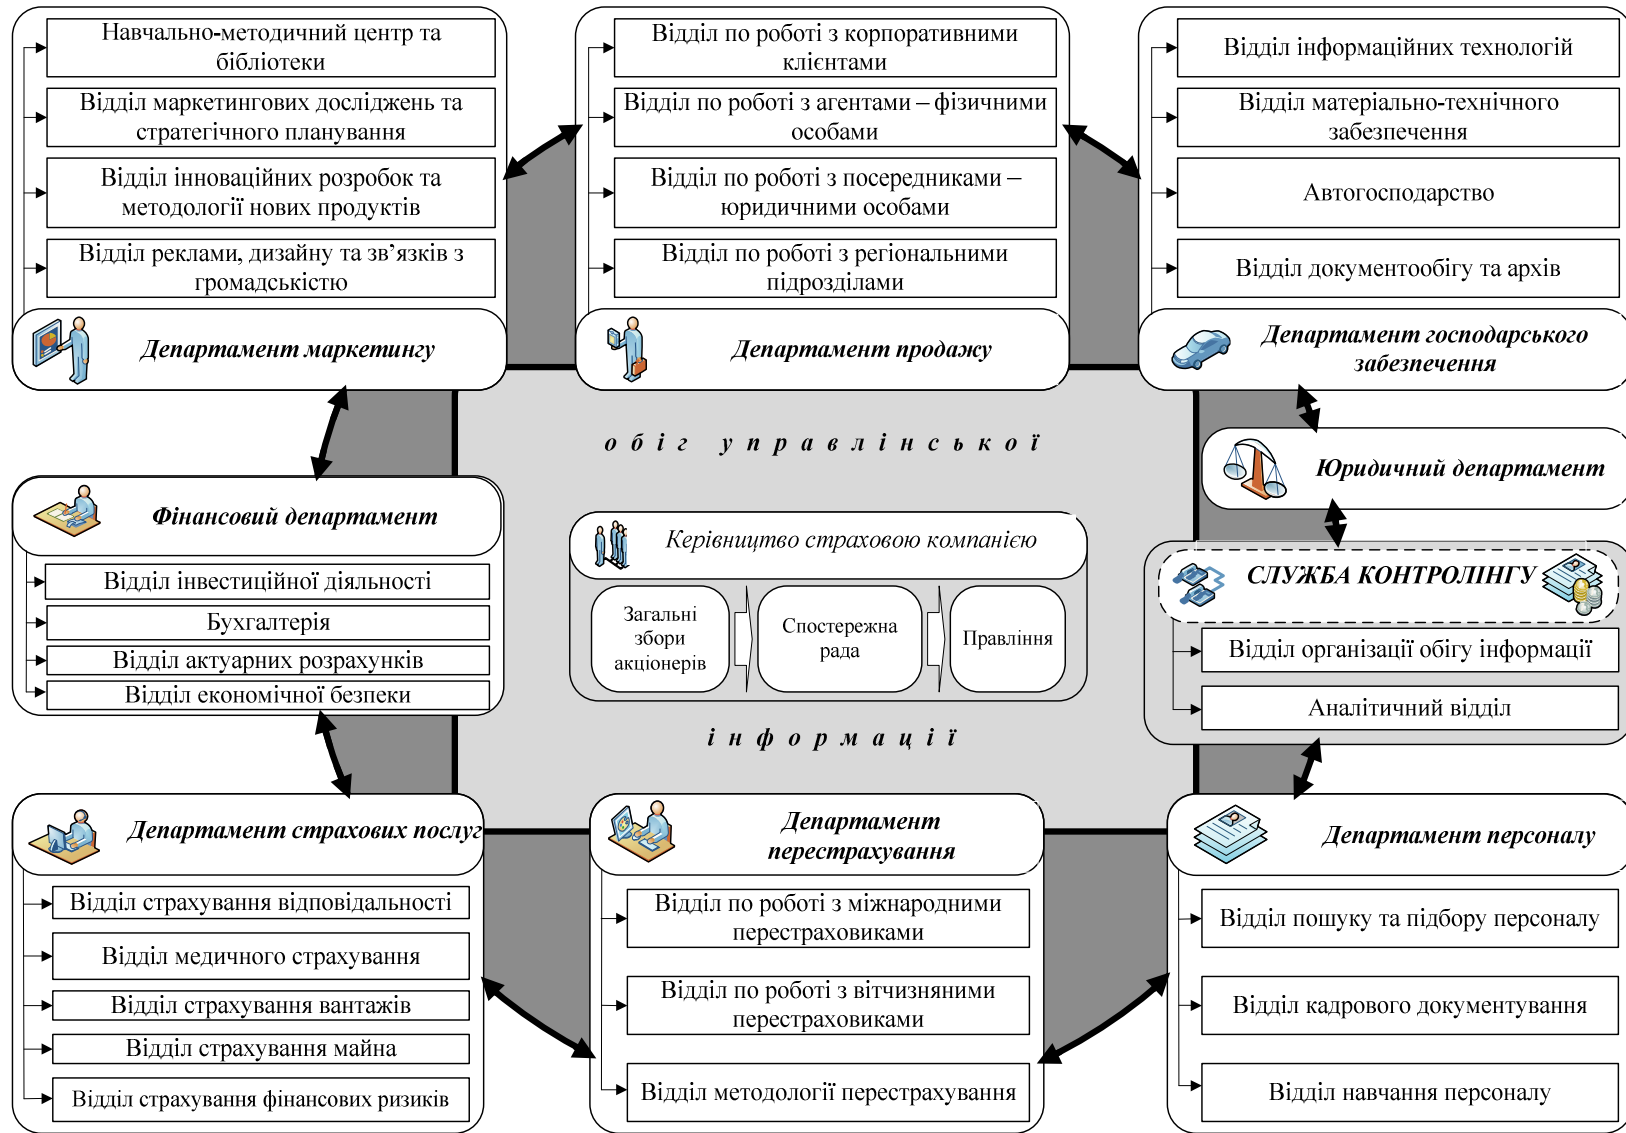 Навчально-методичний центр та
бібліотеки
Відділ маркетингових досліджень та
стратегічного планування
Відділ інноваційних розробок та
методології нових продуктів
Відділ реклами, дизайну та зв’язків з
громадськістю
Департамент маркетингу
Відділ по роботі з корпоративними
клієнтами
Відділ по роботі з агентами – фізичними
особами
Відділ по роботі з посередниками –
юридичними особами
Відділ по роботі з регіональними
підрозділами
Департамент продажу
Відділ інформаційних технологій
Відділ матеріально-технічного
забезпечення
Автогосподарство
Відділ документообігу та архів
Департамент господарського
забезпечення
обіг управлінської
Юридичний департамент
Фінансовий департамент
Відділ інвестиційної діяльності
Бухгалтерія
Відділ актуарних розрахунків
Відділ економічної безпеки
Керівництво страховою компанією
Загальні
збори
акціонерів
Спостережна
рада
Правління
СЛУЖБА КОНТРОЛІНГУ
Відділ організації обігу інформації
Аналітичний відділ
інформації
Департамент страхових послуг
Відділ страхування відповідальності
Відділ медичного страхування
Відділ страхування вантажів
Відділ страхування майна
Відділ страхування фінансових ризиків
Департамент
перестрахування
Відділ по роботі з міжнародними
перестраховиками
Відділ по роботі з вітчизняними
перестраховиками
Відділ методології перестрахування
Департамент персоналу
Відділ пошуку та підбору персоналу
Відділ кадрового документування
Відділ навчання персоналу